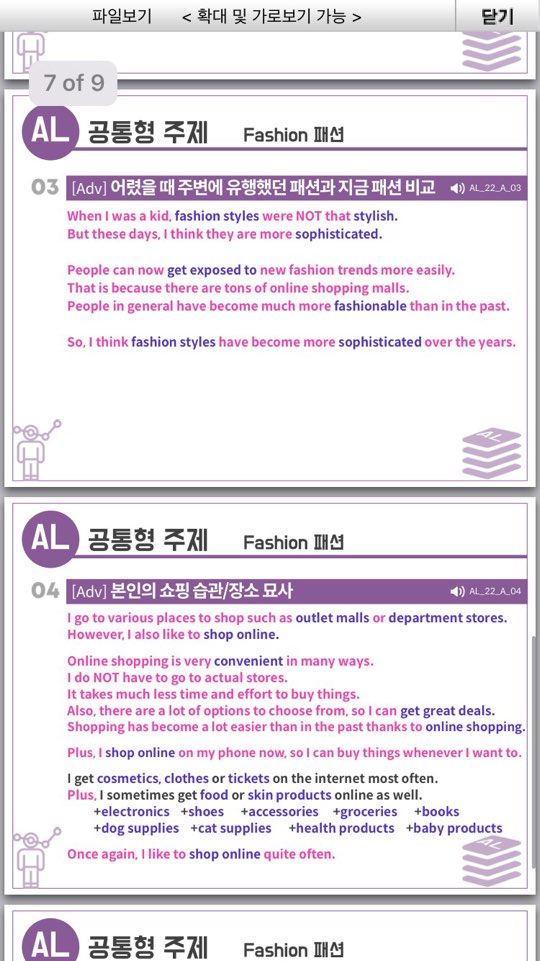 파일보기 < 확대 및 가로보기 가능 > 닫기
7 of 9
AL 공통형 주제 Fashion 패션
03 [Adv] 어렸을 때 주변에 유행했던 패션과 지금 패션 비교 AL_22_A_03
When I was a kid, fashion styles were NOT that stylish.
But these days, I think they are more sophisticated.
People can now get exposed to new fashion trends more easily.
That is because there are tons of online shopping malls.
People in general have become much more fashionable than in the past.
So, I think fashion styles have become more sophisticated over the years.
AL
AL 공통형 주제 Fashion 패션
04 [Adv] 본인의 쇼핑 습관/장소 묘사 AL_22_A_04
I go to various places to shop such as outlet malls or department stores.
However, I also like to shop online.
Online shopping is very convenient in many ways.
I do NOT have to go to actual stores.
It takes much less time and effort to buy things.
Also, there are a lot of options to choose from, so I can get great deals.
Shopping has become a lot easier than in the past thanks to online shopping.
Plus, I shop online on my phone now, so I can buy things whenever I want to.
I get cosmetics, clothes or tickets on the internet most often.
Plus, I sometimes get food or skin products online as well.
+electronics +shoes +accessories +groceries +books
+dog supplies +cat supplies +health products +baby products
Once again, I like to shop online quite often.
AL
AL 공통형 주제 Fashion 패션